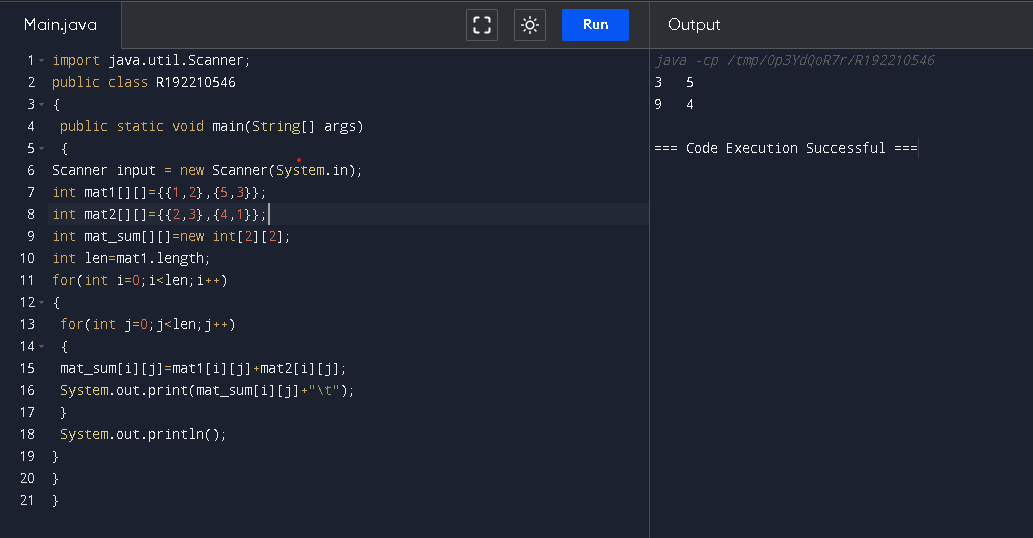 Main.java
Run
Output
1 import java.util.Scanner;
2 public class R192210546
3 {
4 public static void main(String[] args)
5 {
6 Scanner input = new Scanner(System.in);
7 int mat1[][]={{1,2},{5,3}};
8 int mat2[][]={{2,3},{4,1}};
9 int mat_sum[][]=new int[2][2];
10 int len=mat1.length;
11 for(int i=0;i<len;i++)
12 {
13 for(int j=0;j<len;j++)
14 {
15 mat_sum[i][j]=mat1[i][j]+mat2[i][j];
16 System.out.print(mat_sum[i][j]+"\t");
17 }
18 System.out.println();
19 }
20 }
21 }
java -cp /tmp/0p3YdQoR7r/R192210546
3 5
9 4
=== Code Execution Successful ===